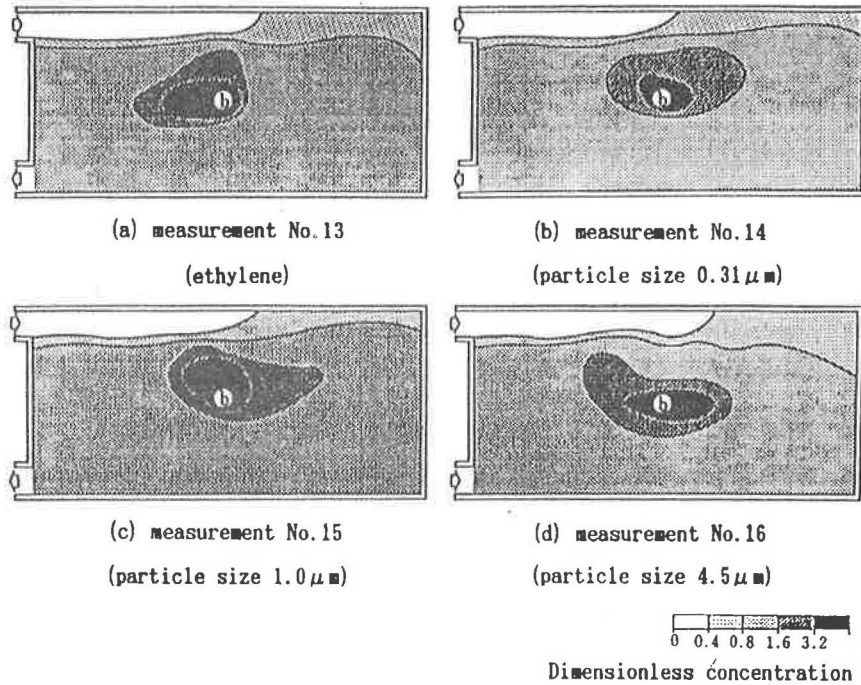 b
b
(a) measurement No.13
(b) measurement No.14
(ethylene)
(particle size 0.31μm)
b
b
(c) measurement No.15
(d) measurement No.16
(particle size 1.0μm)
(particle size 4.5μm)
0 0.4 0.8 1.6 3.2
Dimensionless concentration